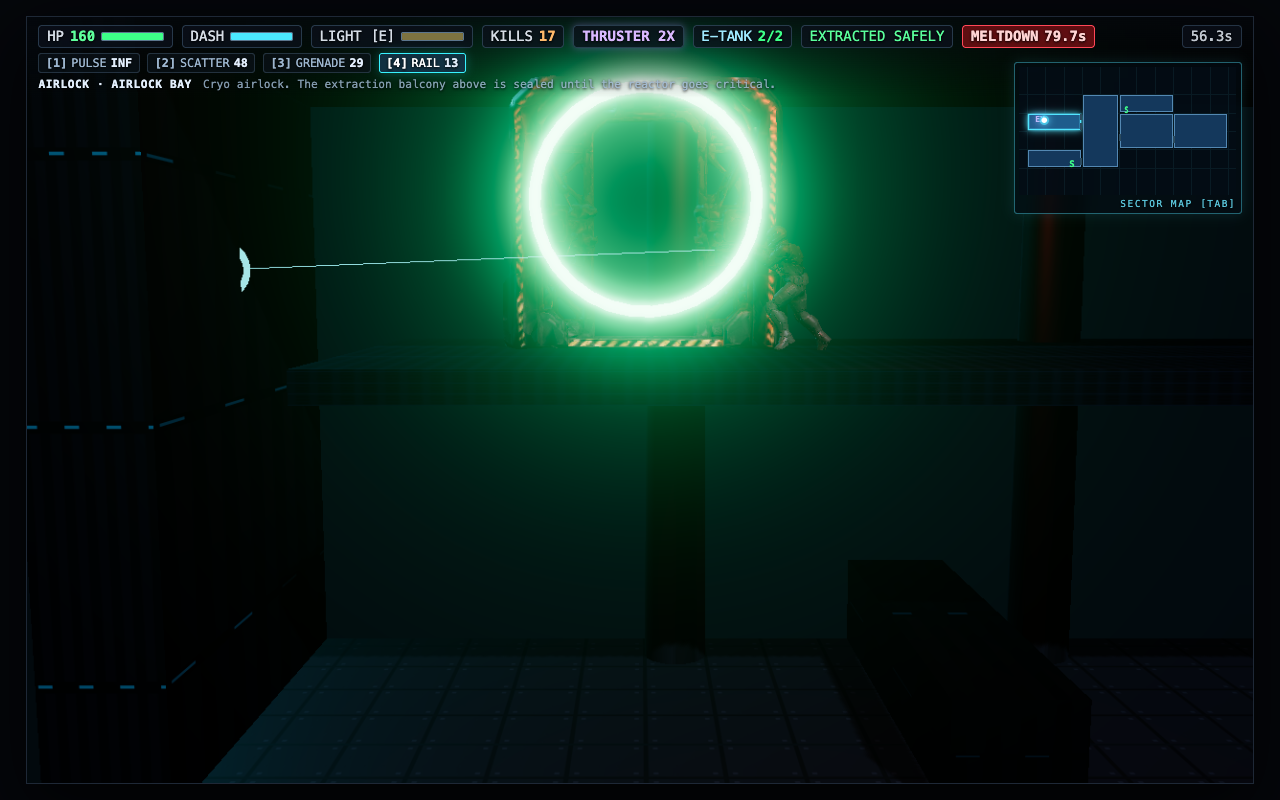 HP 160 DASH LIGHT [E] KILLS 17 THRUSTER 2X E-TANK 2/2 EXTRACTED SAFELY MELTDOWN 79.7s 56.3s
[1] PULSE INF [2] SCATTER 48 [3] GRENADE 29 [4] RAIL 13
AIRLOCK · AIRLOCK BAY Cryo airlock. The extraction balcony above is sealed until the reactor goes critical.
S
S
SECTOR MAP [TAB]